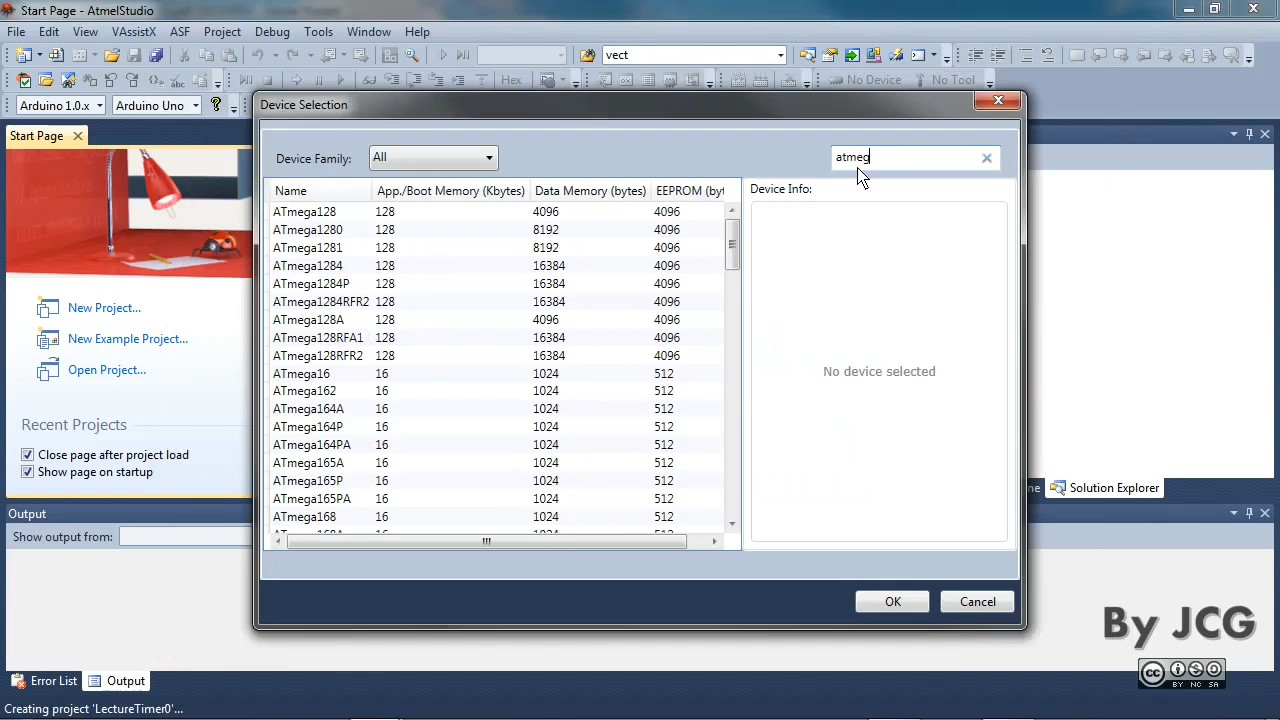 Start Page - AtmelStudio
File Edit View VAssistX ASF Project Debug Tools Window Help
vect
Hex No Device No Tool
Arduino 1.0.x Arduino Uno
Device Selection
Start Page
Device Family: All atmeg
Name App./Boot Memory (Kbytes) Data Memory (bytes) EEPROM (byt
Device Info:
ATmega128 128 4096 4096
ATmega1280 128 8192 4096
ATmega1281 128 8192 4096
ATmega1284 128 16384 4096
ATmega1284P 128 16384 4096
ATmega1284RFR2 128 16384 4096
ATmega128A 128 4096 4096
ATmega128RFA1 128 16384 4096
ATmega128RFR2 128 16384 4096
ATmega16 16 1024 512
ATmega162 16 1024 512
ATmega164A 16 1024 512
ATmega164P 16 1024 512
ATmega164PA 16 1024 512
ATmega165A 16 1024 512
ATmega165P 16 1024 512
ATmega165PA 16 1024 512
ATmega168 16 1024 512
No device selected
New Project...
New Example Project...
Open Project...
Recent Projects
Close page after project load
Show page on startup
Solution Explorer
Output
Show output from:
OK Cancel
By JCG
CC BY NC SA
Error List Output
Creating project 'LectureTimer0'...